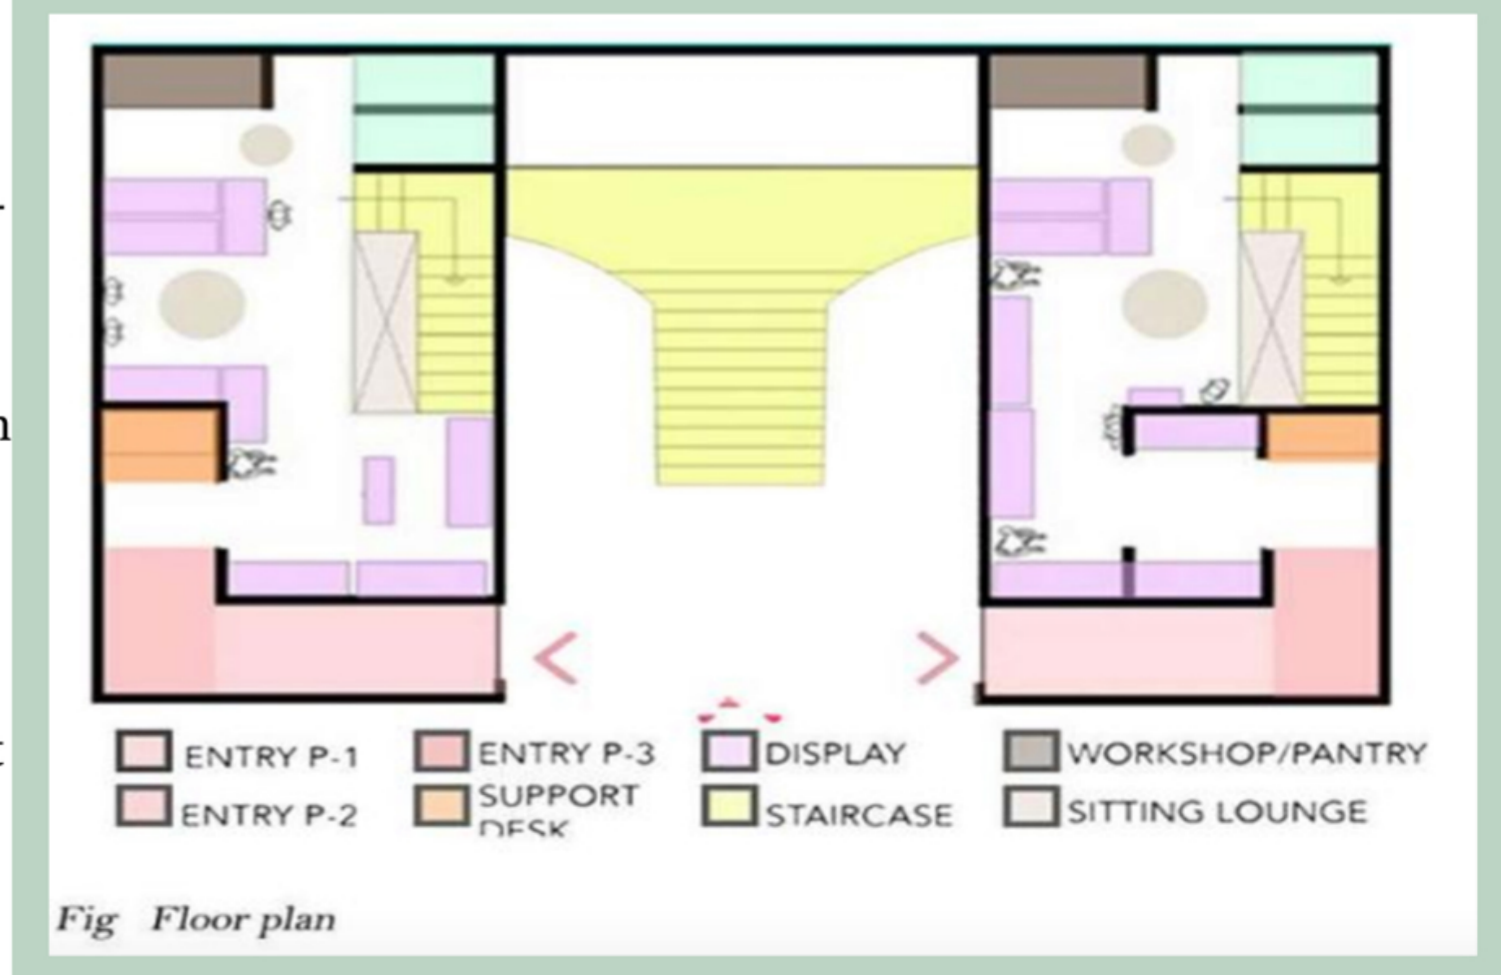 ENTRY P-1
ENTRY P-3
DISPLAY
WORKSHOP/PANTRY
ENTRY P-2
SUPPORT
DESK
STAIRCASE
SITTING LOUNGE
Fig Floor plan